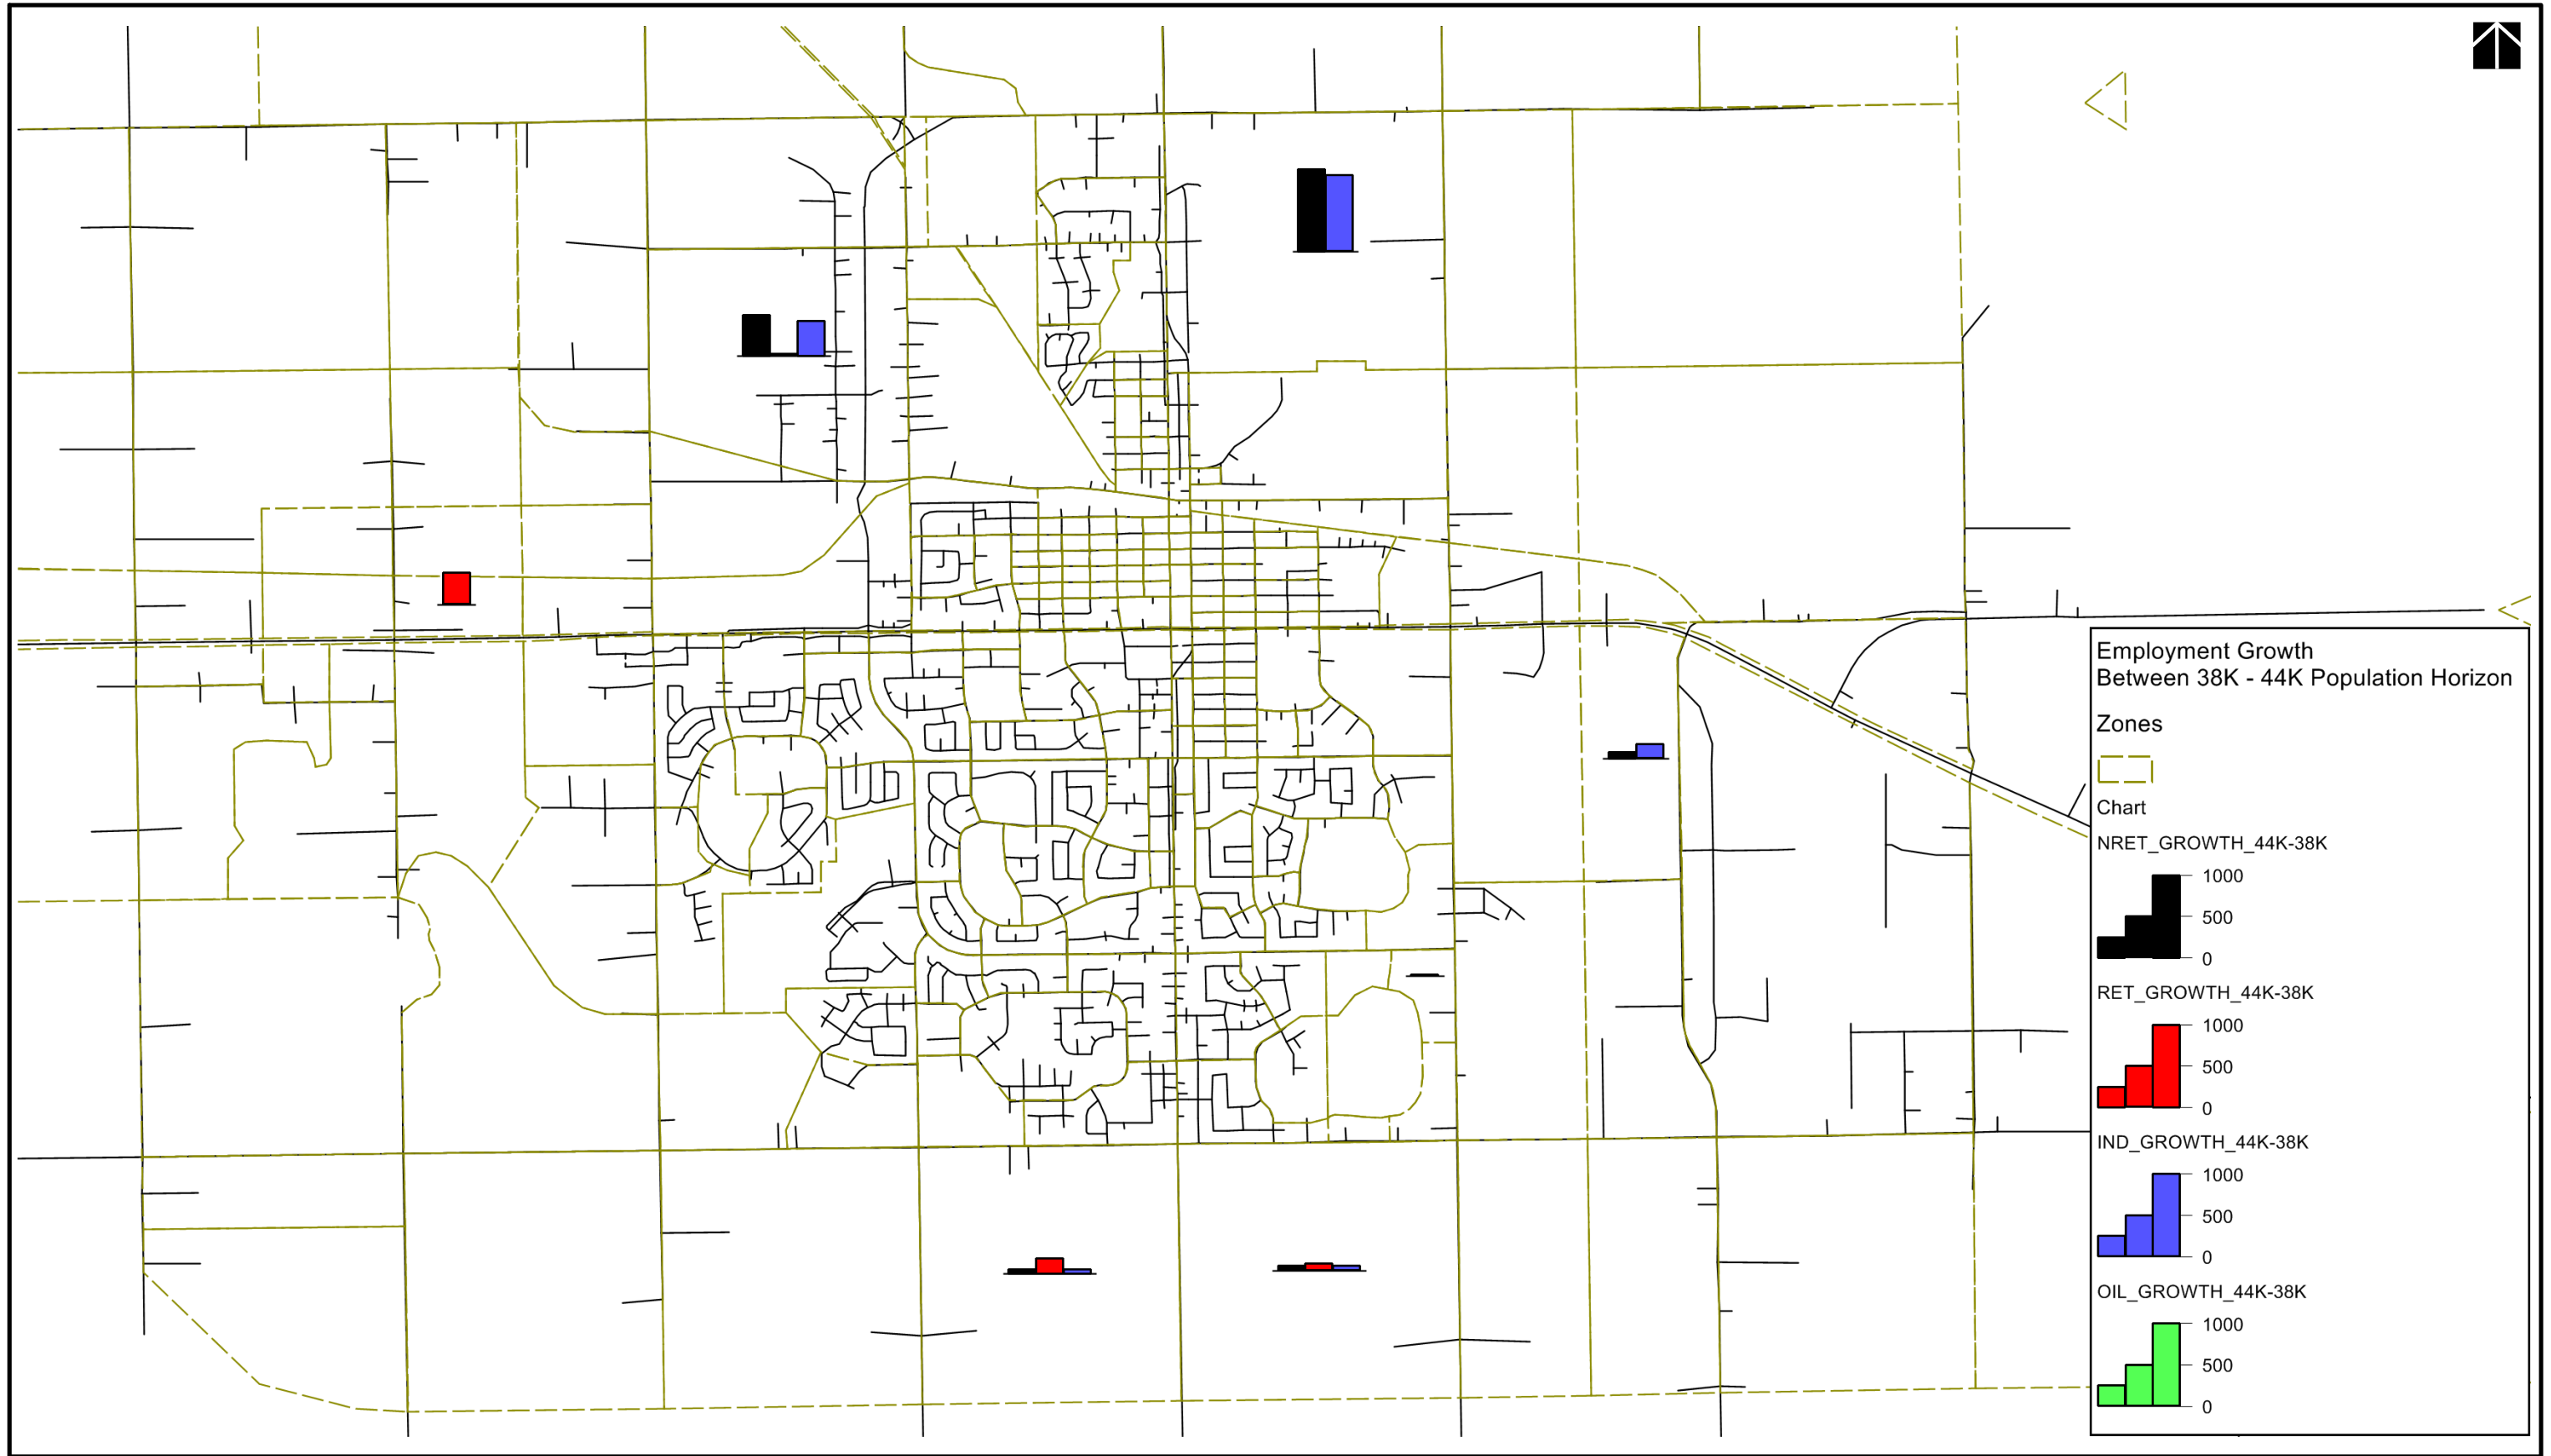 Employment Growth
Between 38K - 44K Population Horizon
Zones
Chart
NRET_GROWTH_44K-38K
1000
500
0
RET_GROWTH_44K-38K
1000
500
0
IND_GROWTH_44K-38K
1000
500
0
OIL_GROWTH_44K-38K
1000
500
0